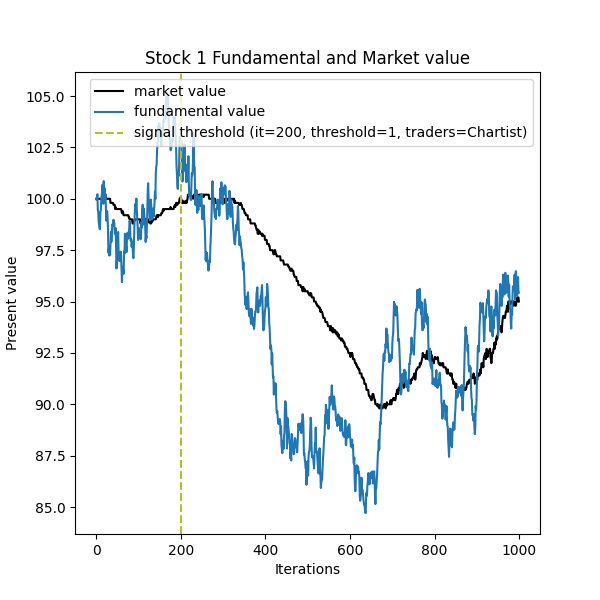 Stock 1 Fundamental and Market value
market value
fundamental value
signal threshold (it=200, threshold=1, traders=Chartist)
105.0
102.5
100.0
97.5
95.0
92.5
90.0
87.5
85.0
Present value
0 200 400 600 800 1000
Iterations